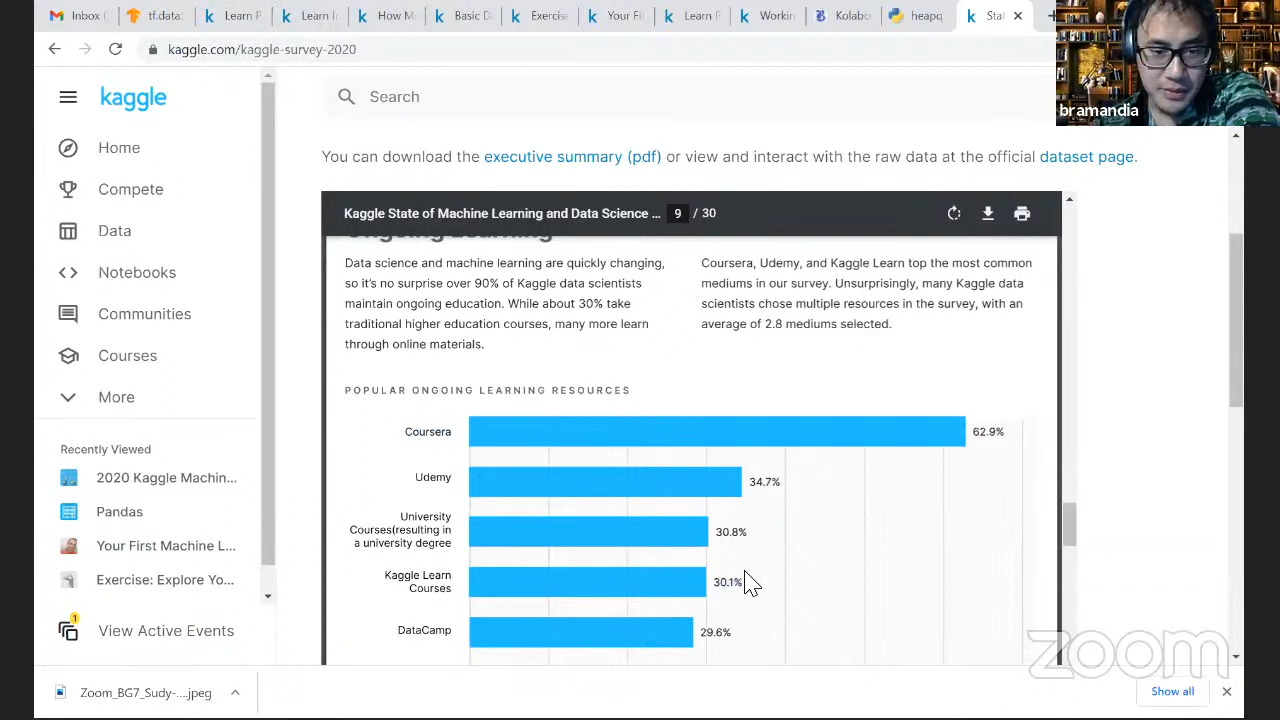 Inbox (
tf.data:
Learn F
Learn In
How M
Basic D
Exercise
Your Fi
Learn E
Workin
Kolabo
heapq
Stat
kaggle.com/kaggle-survey-2020
bramandia
kaggle
Search
Home
Compete
Data
Notebooks
Communities
Courses
More
Recently Viewed
2020 Kaggle Machin...
Pandas
Your First Machine L...
Exercise: Explore Yo...
1
View Active Events
You can download the executive summary (pdf) or view and interact with the raw data at the official dataset page.
Kaggle State of Machine Learning and Data Science ... 9 / 30
Ongoing Learning
Data science and machine learning are quickly changing,
so it's no surprise over 90% of Kaggle data scientists
maintain ongoing education. While about 30% take
traditional higher education courses, many more learn
through online materials.
Coursera, Udemy, and Kaggle Learn top the most common
mediums in our survey. Unsurprisingly, many Kaggle data
scientists chose multiple resources in the survey, with an
average of 2.8 mediums selected.
POPULAR ONGOING LEARNING RESOURCES
Coursera 62.9%
Udemy 34.7%
University
Courses(resulting in
a university degree 30.8%
Kaggle Learn
Courses 30.1%
DataCamp 29.6%
zoom
Zoom_BG7_Sudy-....jpeg
Show all